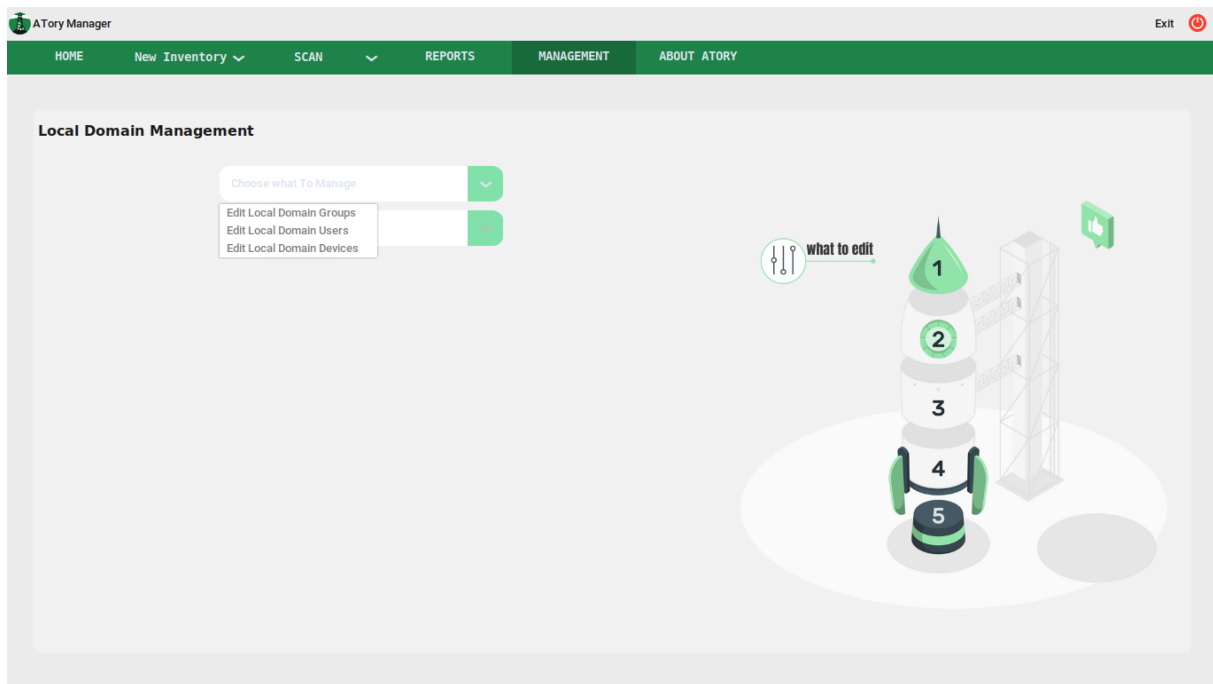 ATory Manager
Exit
HOME New Inventory SCAN REPORTS MANAGEMENT ABOUT ATORY
Local Domain Management
Choose what To Manage
Edit Local Domain Groups
Edit Local Domain Users
Edit Local Domain Devices
what to edit
1
2
3
4
5